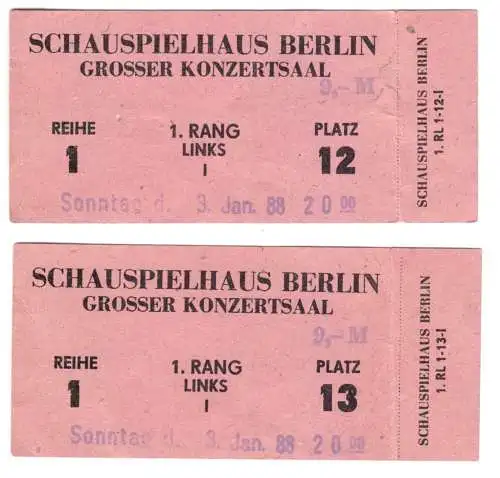 SCHAUSPIELHAUS BERLIN
GROSSER KONZERTSAAL
9,- M
REIHE 1. RANG PLATZ
1 LINKS 12
I
Sonntag d. 3. Jan. 88 20 00
SCHAUSPIELHAUS BERLIN
1. RL 1-12-I
SCHAUSPIELHAUS BERLIN
GROSSER KONZERTSAAL
9,- M
REIHE 1. RANG PLATZ
1 LINKS 13
I
Sonntag d. 3. Jan. 88 20 00
SCHAUSPIELHAUS BERLIN
1. RL 1-13-I